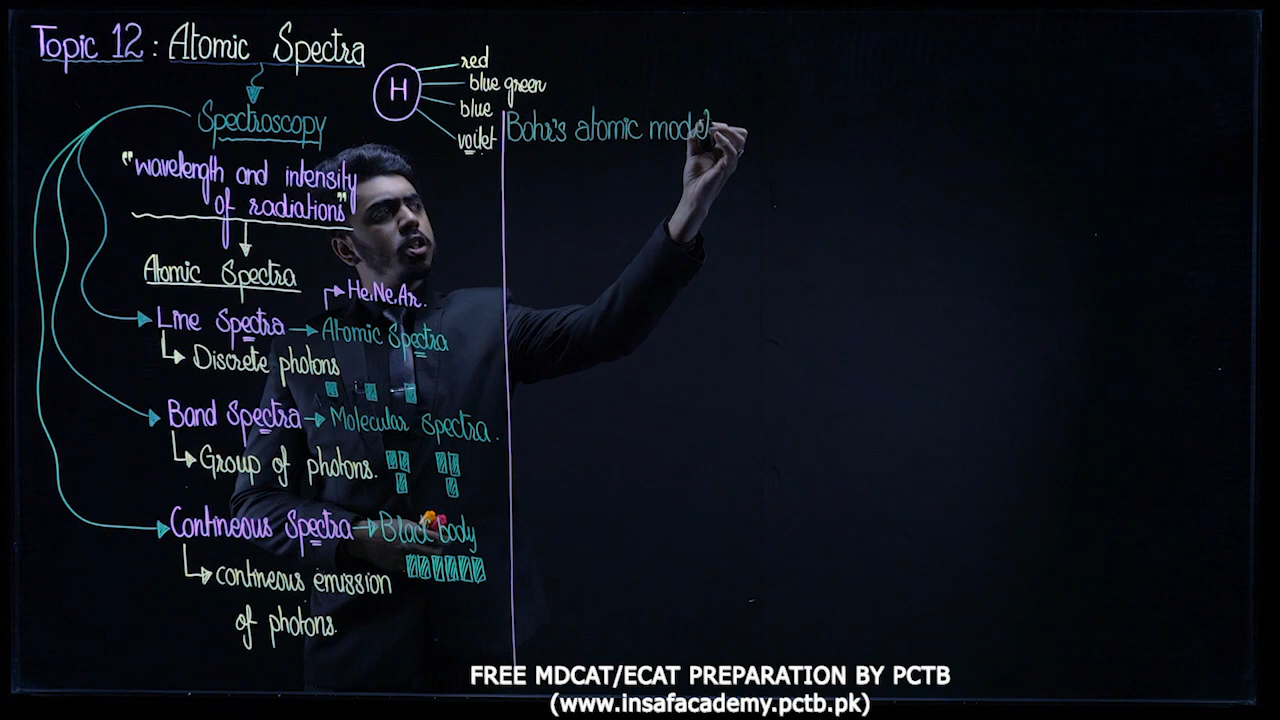 Topic 12 : Atomic Spectra
Spectroscopy
"wavelength and intensity
of radiations"
Atomic Spectra
He, Ne, Ar.
Line Spectra → Atomic Spectra
Discrete photons
Band Spectra → Molecular Spectra.
Group of photons.
Contineous Spectra → Black body
contineous emission
of photons.
H
red
blue green
blue
voilet
Bohr's atomic model
FREE MDCAT/ECAT PREPARATION BY PCTB
(www.insafacademy.pctb.pk)